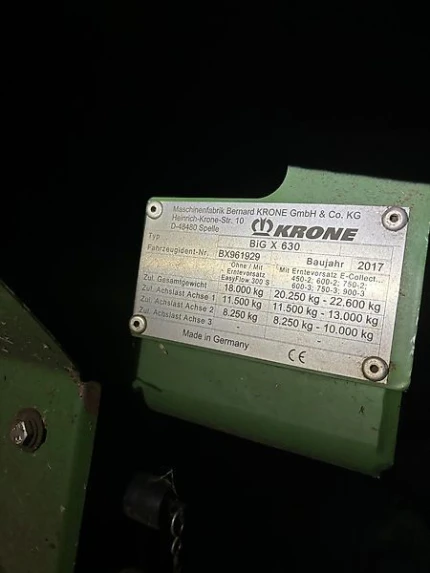 Maschinenfabrik Bernard KRONE GmbH & Co. KG
Heinrich-Krone-Str. 10
D-48480 Spelle
KRONE
Typ BiG X 630
Fahrzeugident-Nr. BX961929 Baujahr 2017
Ohne / Mit Erntevorsatz EasyFlow 300 S
Mit Erntevorsatz E-Collect 450-2; 600-2; 750-2; 600-3; 750-3; 900-3
Zul. Gesamtgewicht 18.000 kg 20.250 kg - 22.600 kg
Zul. Achslast Achse 1 11.500 kg 11.500 kg - 13.000 kg
Zul. Achslast Achse 2 8.250 kg 8.250 kg - 10.000 kg
Zul. Achslast Achse 3 - -
Made in Germany CE